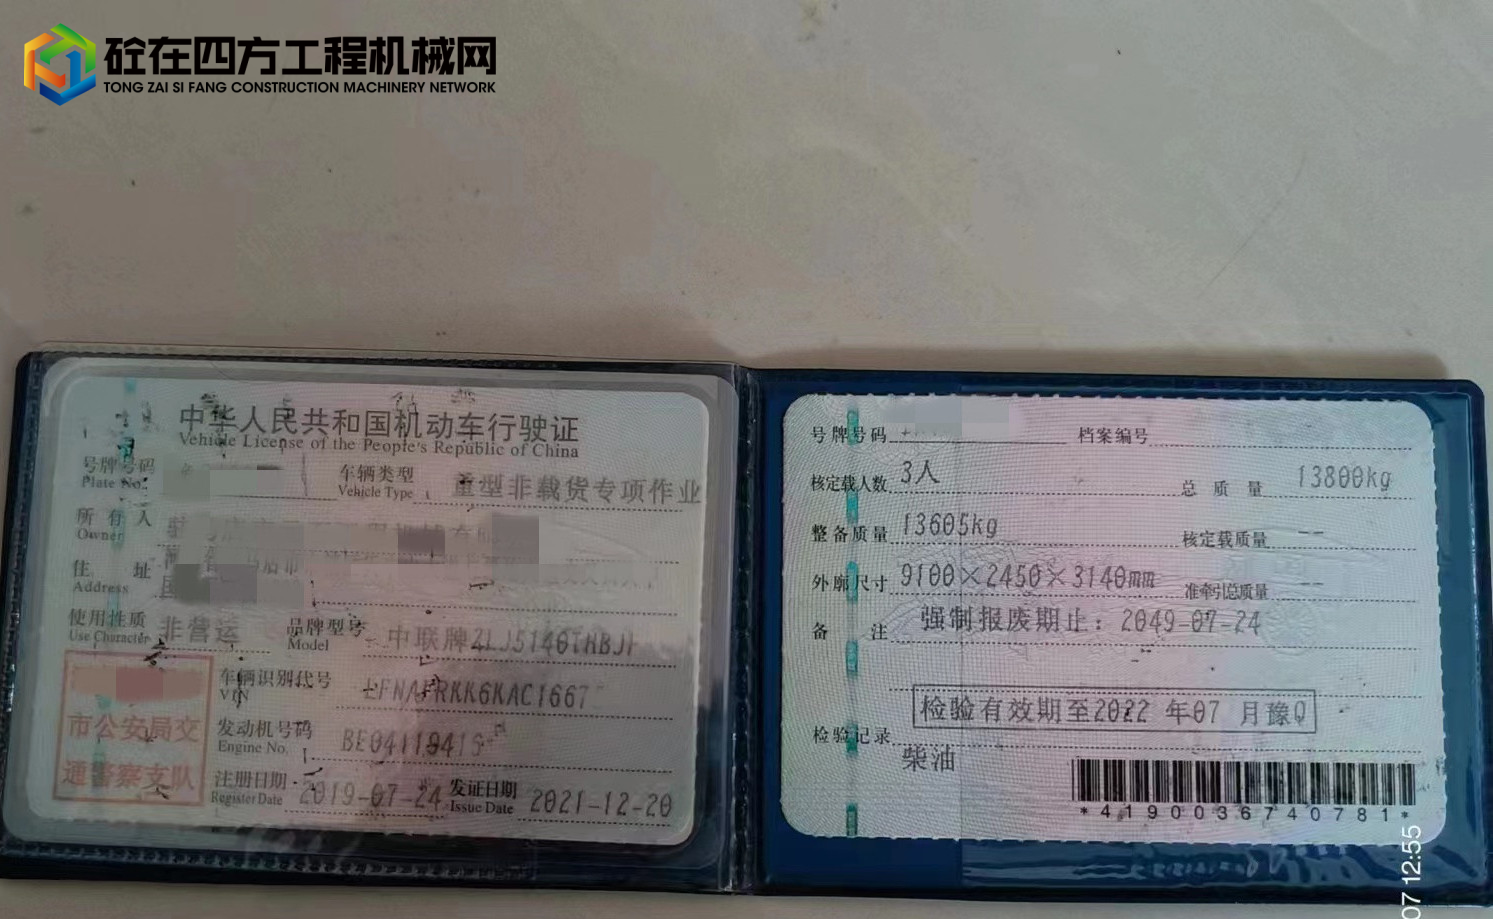 砼在四方工程机械网
TONG ZAI SI FANG CONSTRUCTION MACHINERY NETWORK
中华人民共和国机动车行驶证
Vehicle License of the People's Republic of China
号牌号码
Plate No.
车辆类型
Vehicle Type
重型非载货专项作业
所有人
Owner
住址
Address
使用性质
Use Character
非营运
品牌型号
Model
中联牌ZLJ5140THBJF
市公安局交
通警察支队
车辆识别代号
VIN
发动机号码
Engine No.
注册日期
Register Date
2019-07-24
发证日期
Issue Date
2021-12-20
号牌号码
档案编号
核定载人数 3人
总质量 13800kg
整备质量 13605kg
核定载质量 --
外廓尺寸 9100×2450×3140mm
准牵引总质量 --
备注 强制报废期止：2049-07-24
检验有效期至2022年07月豫Q
检验记录
柴油
*4190036740781*
07 12:55